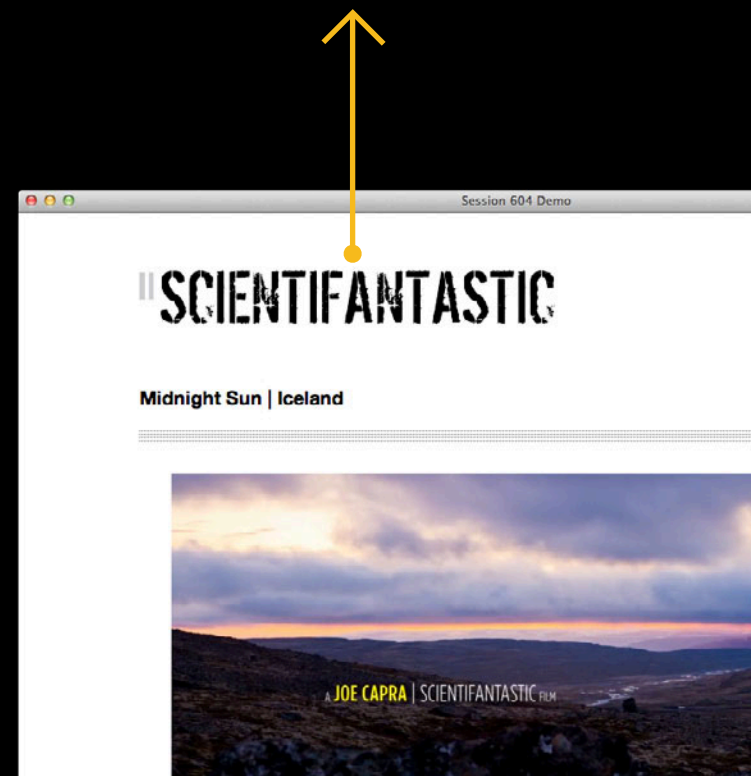 Session 604 Demo
SCIENTIFANTASTIC
Midnight Sun | Iceland
A JOE CAPRA | SCIENTIFANTASTIC FILM